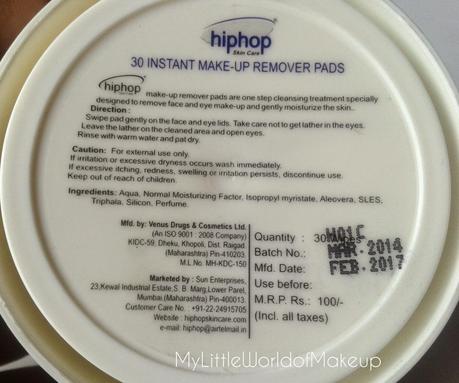 hiphop
Skin Care
30 INSTANT MAKE-UP REMOVER PADS
hiphop make-up remover pads are one step cleansing treatment specially
designed to remove face and eye make-up and gently moisturize the skin..
Direction :
Swipe pad gently on the face and eye lids. Take care not to get lather in the eyes.
Leave the lather on the cleaned area and open eyes.
Rinse with warm water and pat dry.
Caution: For external use only.
If irritation or excessive dryness occurs wash immediately.
If excessive itching, redness, swelling or irritation persists, discontinue use.
Keep out of reach of children.
Ingredients: Aqua, Normal Moisturizing Factor, Isopropyl myristate, Aleovera, SLES,
Triphala, Silicon, Perfume.
Mfd. by: Venus Drugs & Cosmetics Ltd.
(An ISO 9001 : 2008 Company)
KIDC-59, Dheku, Khopoli, Dist. Raigad.
(Maharashtra) Pin-410203.
M.L No. MH-KDC-150
Marketed by : Sun Enterprises,
23,Kewal Industrial Estate,S. B. Marg,Lower Parel,
Mumbai.(Maharashtra) Pin-400013.
Customer Care No. +91-22-24915705
Website : hiphopskincare.com
e-mail: hiphop@airtelmail.in
Quantity : 30
Batch No.:
Mfd. Date:
Use before:
M.R.P. Rs.: 100/-
(Incl. all taxes)
MAR.2014
FEB.2017
MyLittleWorldofMakeup